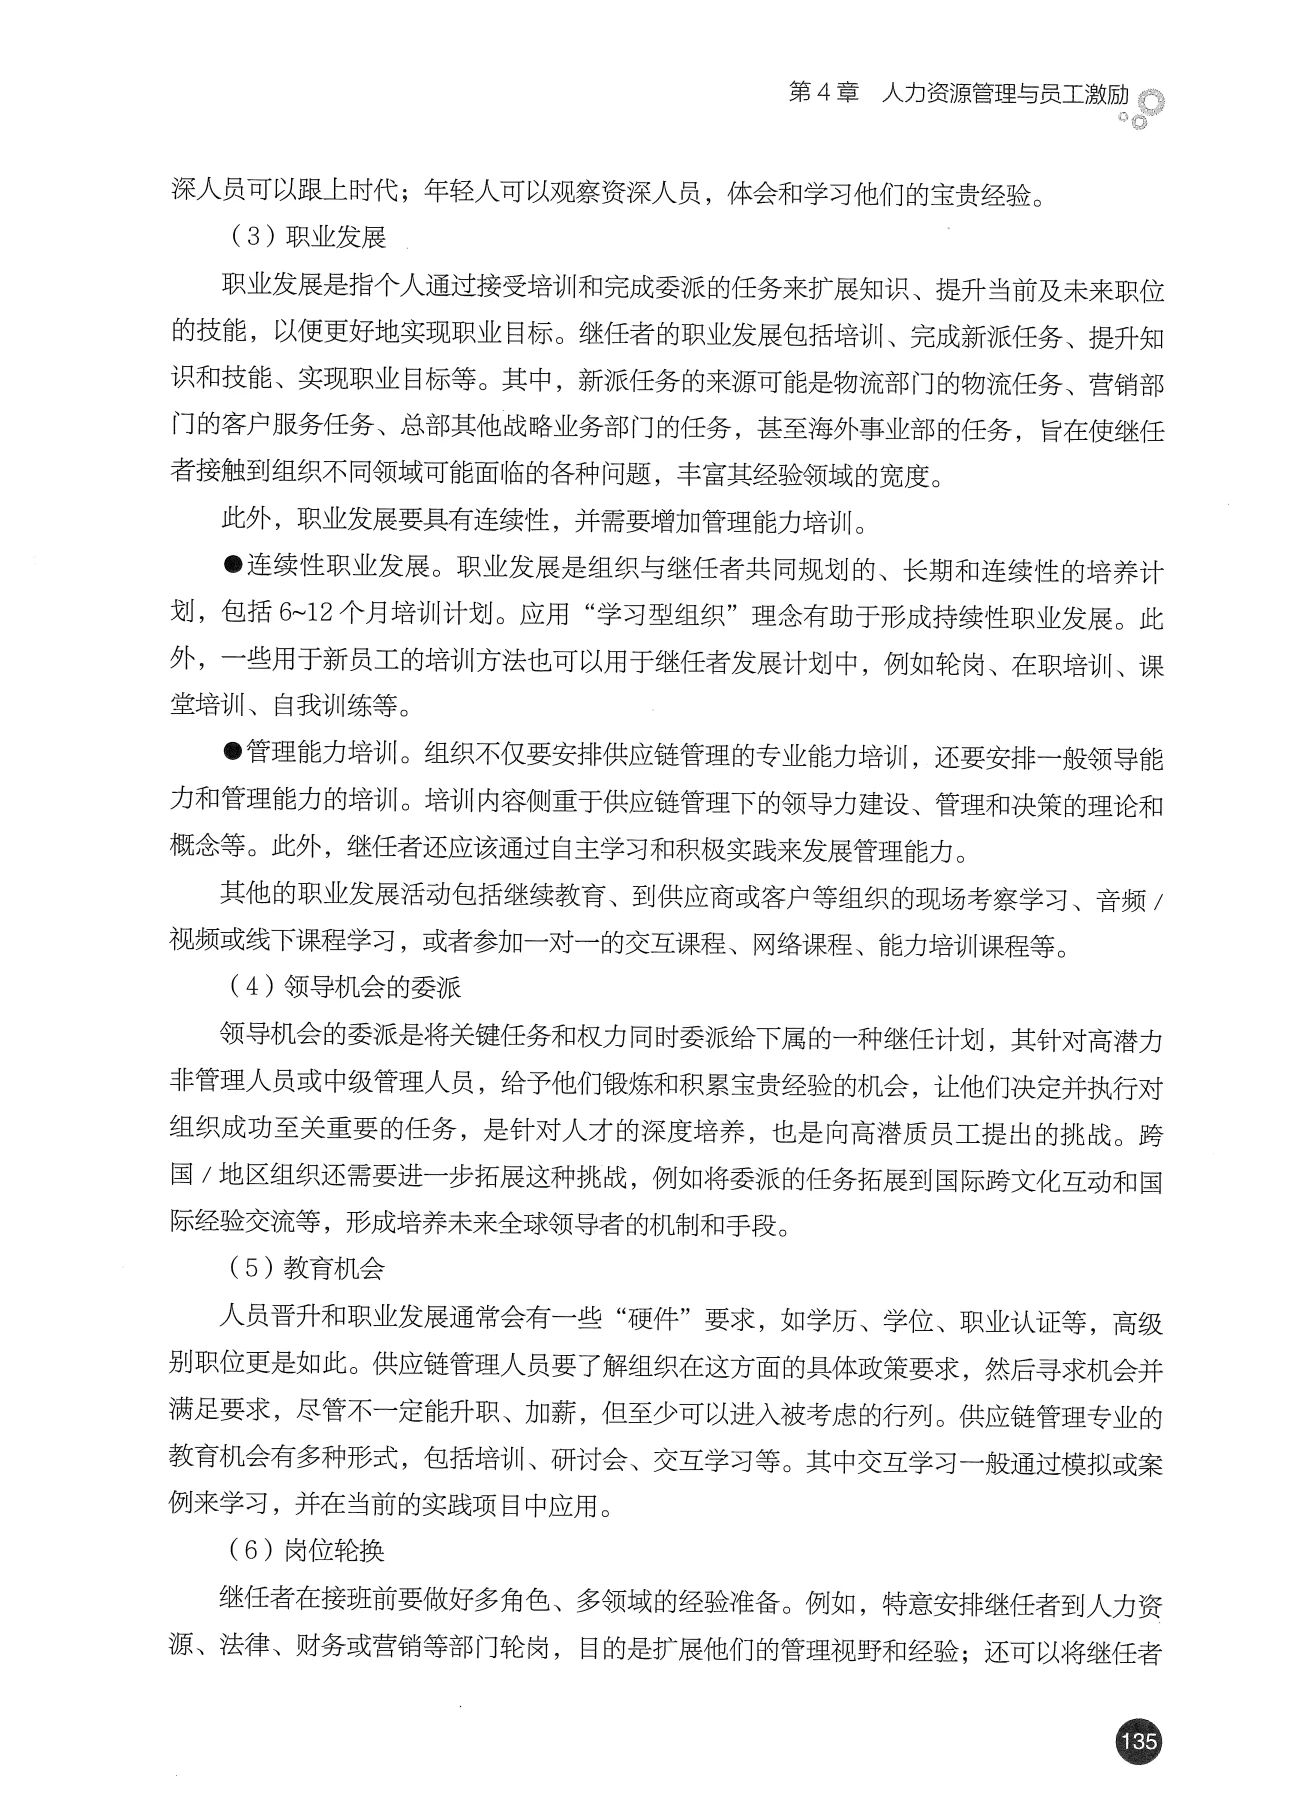 第 4 章　人力资源管理与员工激励
深人员可以跟上时代；年轻人可以观察资深人员，体会和学习他们的宝贵经验。
（3）职业发展
职业发展是指个人通过接受培训和完成委派的任务来扩展知识、提升当前及未来职位
的技能，以便更好地实现职业目标。继任者的职业发展包括培训、完成新派任务、提升知
识和技能、实现职业目标等。其中，新派任务的来源可能是物流部门的物流任务、营销部
门的客户服务任务、总部其他战略业务部门的任务，甚至海外事业部的任务，旨在使继任
者接触到组织不同领域可能面临的各种问题，丰富其经验领域的宽度。
此外，职业发展要具有连续性，并需要增加管理能力培训。
●连续性职业发展。职业发展是组织与继任者共同规划的、长期和连续性的培养计
划，包括 6~12 个月培训计划。应用“学习型组织”理念有助于形成持续性职业发展。此
外，一些用于新员工的培训方法也可以用于继任者发展计划中，例如轮岗、在职培训、课
堂培训、自我训练等。
●管理能力培训。组织不仅要安排供应链管理的专业能力培训，还要安排一般领导能
力和管理能力的培训。培训内容侧重于供应链管理下的领导力建设、管理和决策的理论和
概念等。此外，继任者还应该通过自主学习和积极实践来发展管理能力。
其他的职业发展活动包括继续教育、到供应商或客户等组织的现场考察学习、音频 /
视频或线下课程学习，或者参加一对一的交互课程、网络课程、能力培训课程等。
（4）领导机会的委派
领导机会的委派是将关键任务和权力同时委派给下属的一种继任计划，其针对高潜力
非管理人员或中级管理人员，给予他们锻炼和积累宝贵经验的机会，让他们决定并执行对
组织成功至关重要的任务，是针对人才的深度培养，也是向高潜质员工提出的挑战。跨
国 / 地区组织还需要进一步拓展这种挑战，例如将委派的任务拓展到国际跨文化互动和国
际经验交流等，形成培养未来全球领导者的机制和手段。
（5）教育机会
人员晋升和职业发展通常会有一些“硬件”要求，如学历、学位、职业认证等，高级
别职位更是如此。供应链管理人员要了解组织在这方面的具体政策要求，然后寻求机会并
满足要求，尽管不一定能升职、加薪，但至少可以进入被考虑的行列。供应链管理专业的
教育机会有多种形式，包括培训、研讨会、交互学习等。其中交互学习一般通过模拟或案
例来学习，并在当前的实践项目中应用。
（6）岗位轮换
继任者在接班前要做好多角色、多领域的经验准备。例如，特意安排继任者到人力资
源、法律、财务或营销等部门轮岗，目的是扩展他们的管理视野和经验；还可以将继任者
135